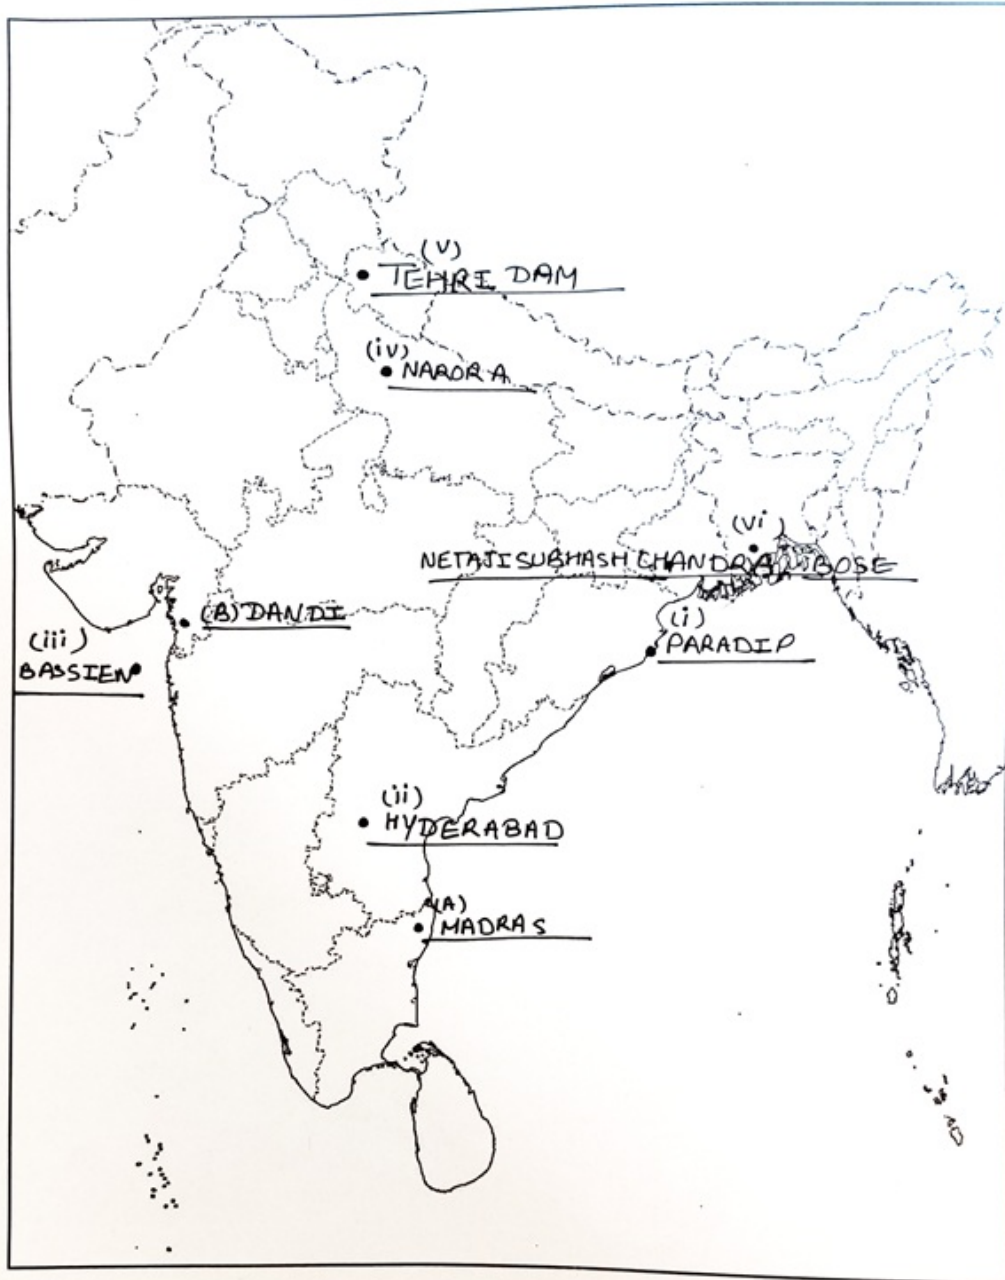 (V)
TEHRI DAM
(iv)
NARORA
(Vi)
NETAJI SUBHASH CHANDRA BOSE
(B) DANDI
(i)
PARADIP
(iii)
BASSIEN
(ii)
HYDERABAD
(A)
MADRAS